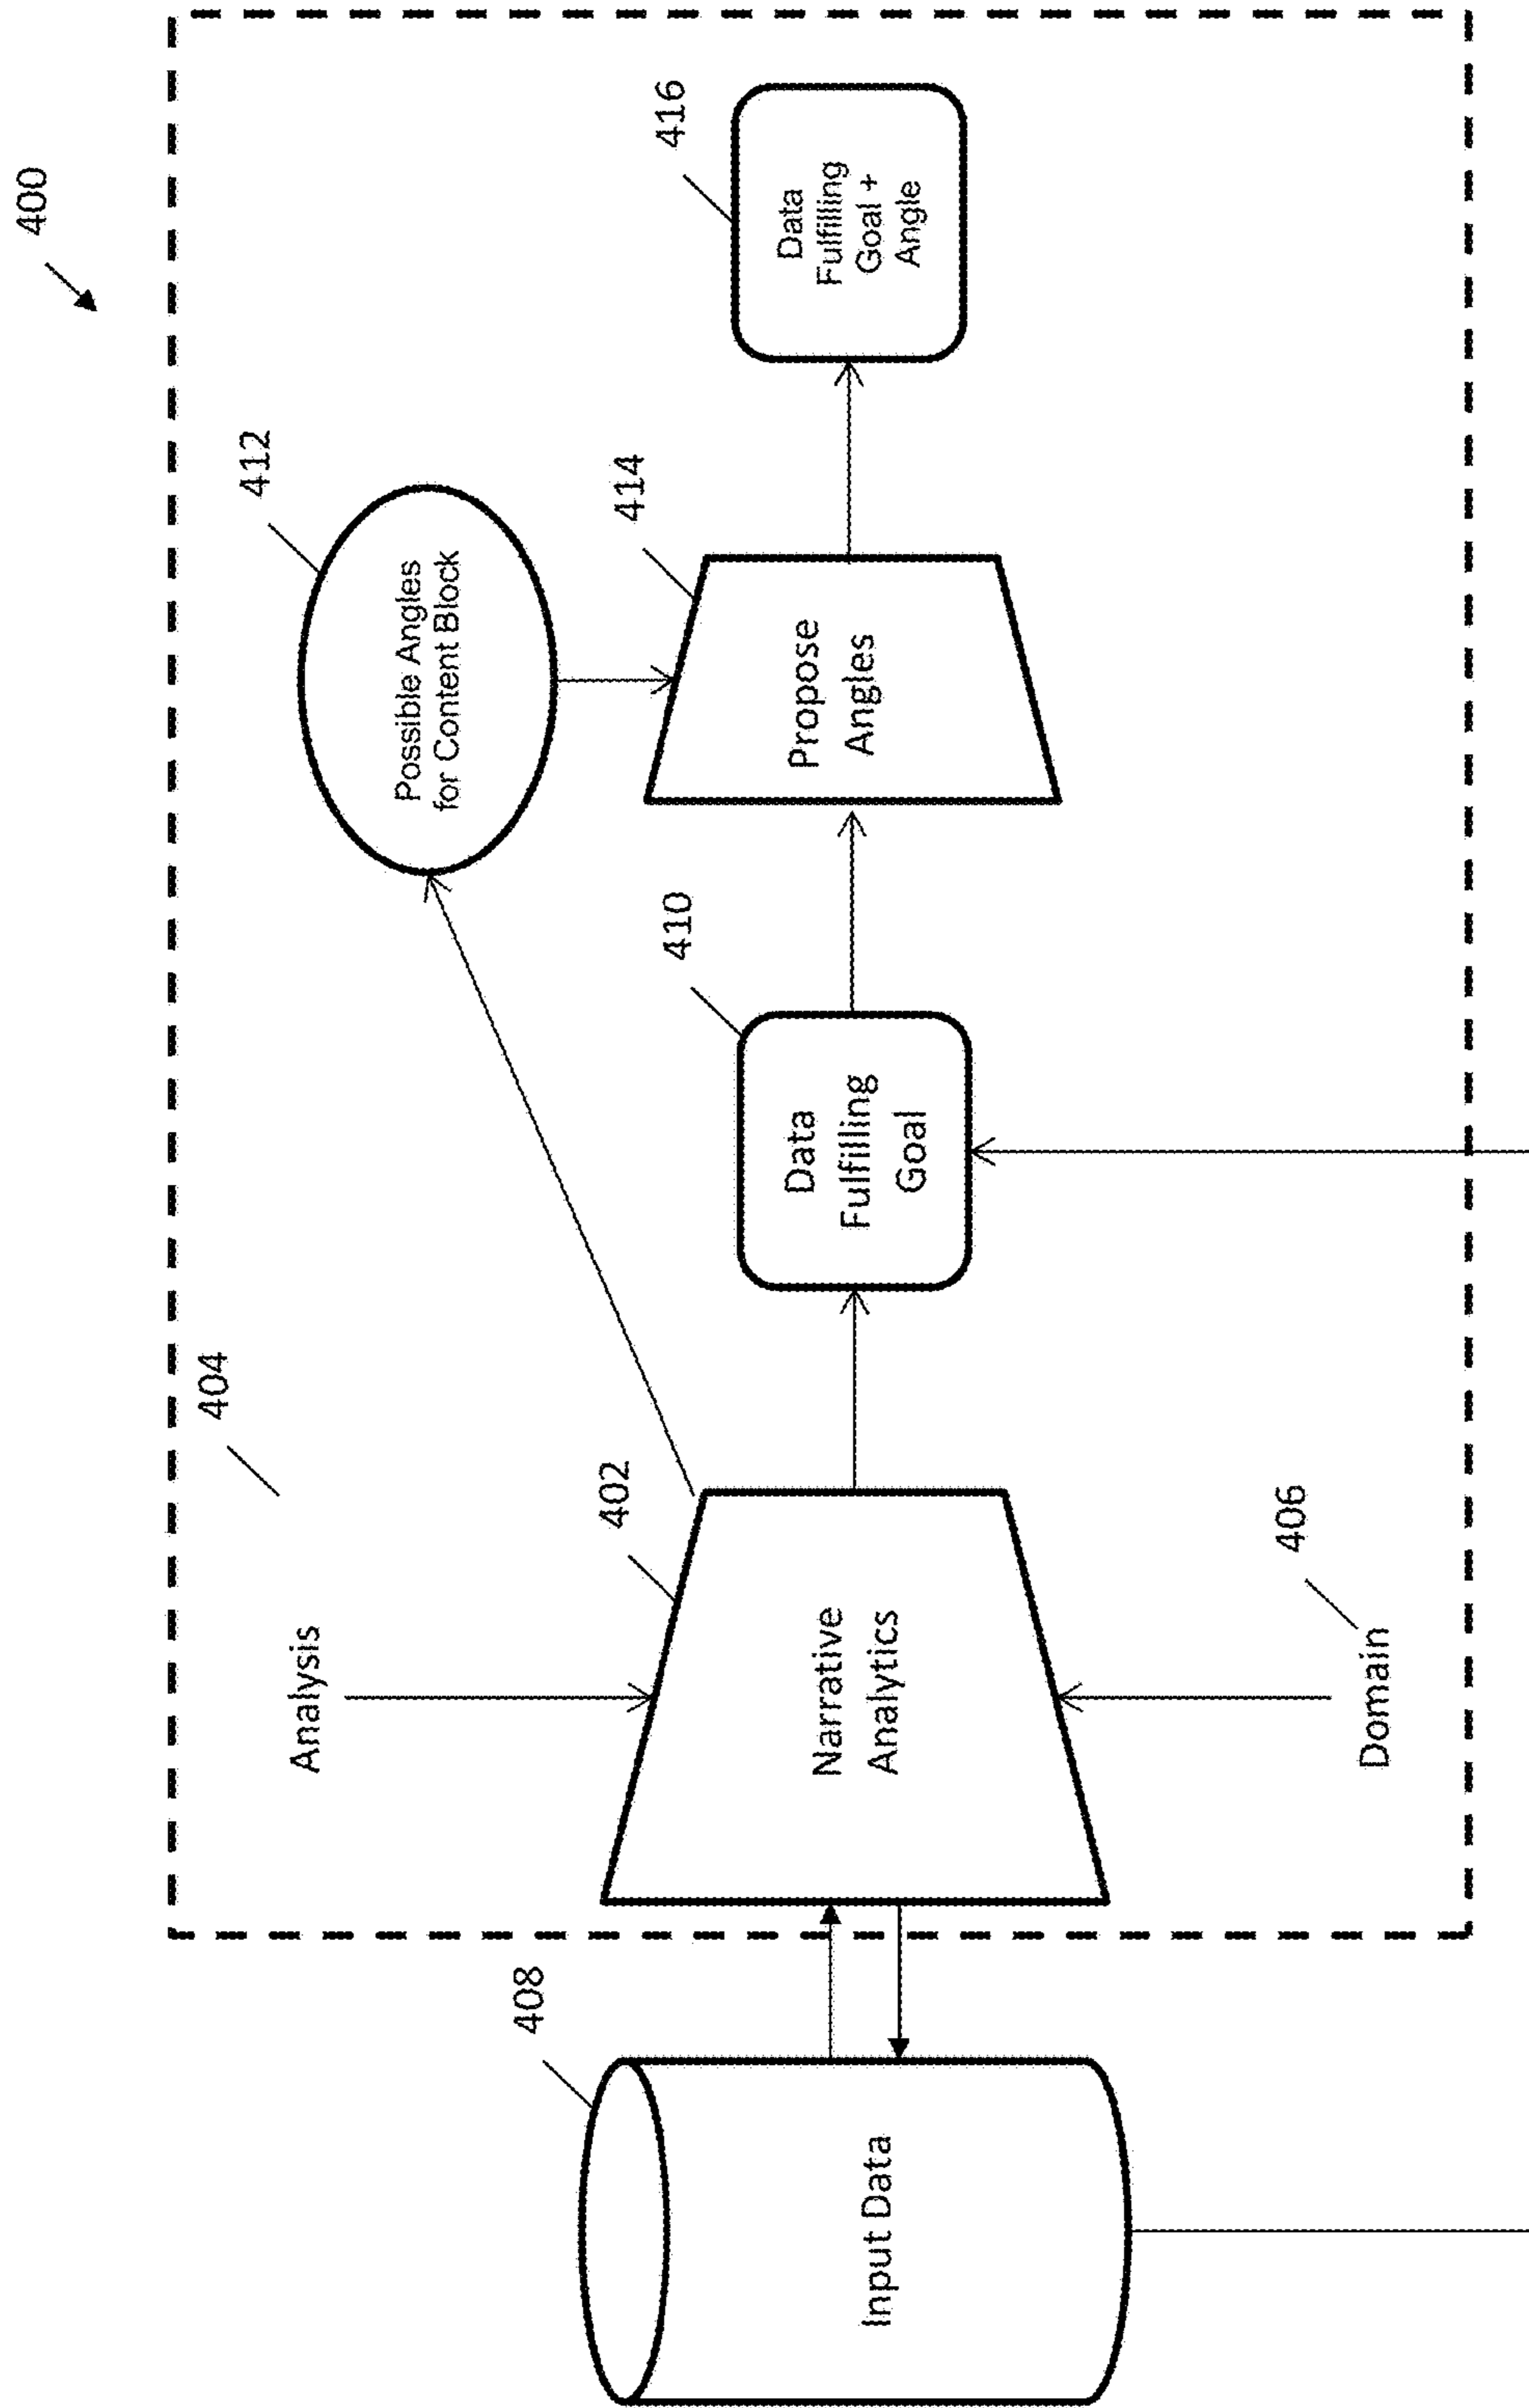 400
404
Analysis
402
Narrative
Analytics
406
Domain
408
Input Data
410
Data
Fulfilling
Goal
412
Possible Angles
for Content Block
414
Propose
Angles
416
Data
Fulfilling
Goal +
Angle